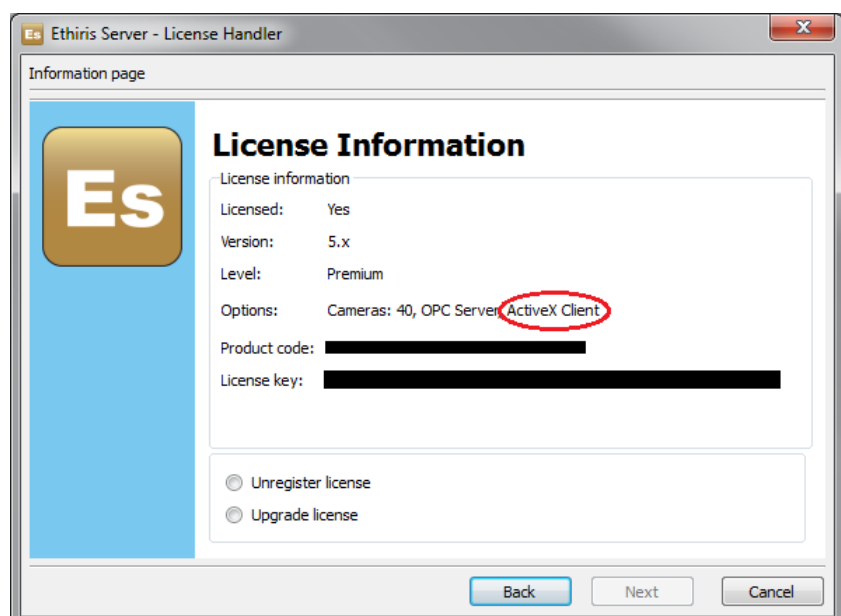 Es Ethiris Server - License Handler
Information page
Es
License Information
License information
Licensed: Yes
Version: 5.x
Level: Premium
Options: Cameras: 40, OPC Server, ActiveX Client
Product code:
License key:
Unregister license
Upgrade license
Back Next Cancel